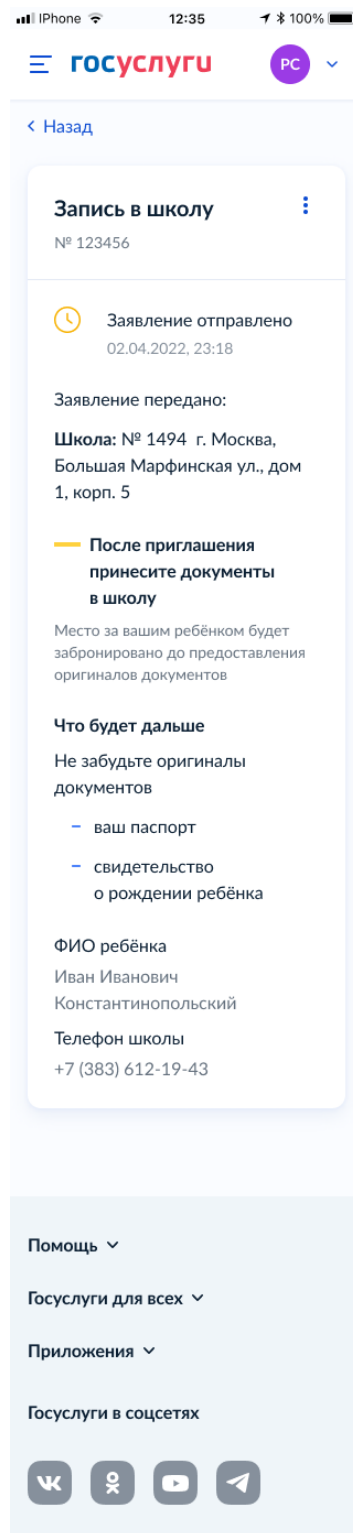 IPhone 12:35 100%
госуслуги РС
Назад
Запись в школу
№ 123456
Заявление отправлено
02.04.2022, 23:18
Заявление передано:
Школа: № 1494 г. Москва,
Большая Марфинская ул., дом
1, корп. 5
После приглашения
принесите документы
в школу
Место за вашим ребёнком будет
забронировано до предоставления
оригиналов документов
Что будет дальше
Не забудьте оригиналы
документов
– ваш паспорт
– свидетельство
о рождении ребёнка
ФИО ребёнка
Иван Иванович
Константинопольский
Телефон школы
+7 (383) 612-19-43
Помощь
Госуслуги для всех
Приложения
Госуслуги в соцсетях